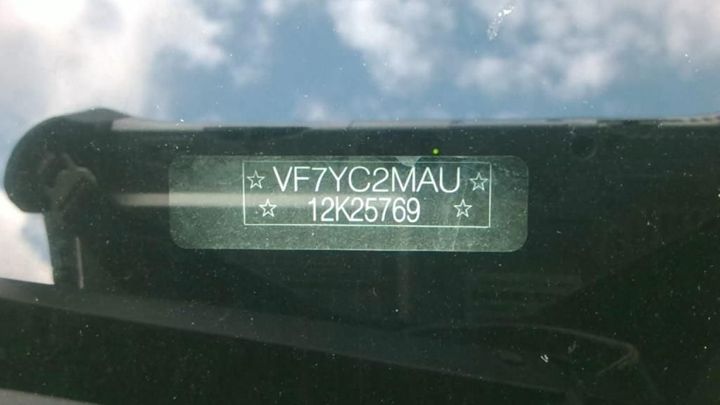 ☆ VF7YC2MAU ☆
☆ 12K25769 ☆